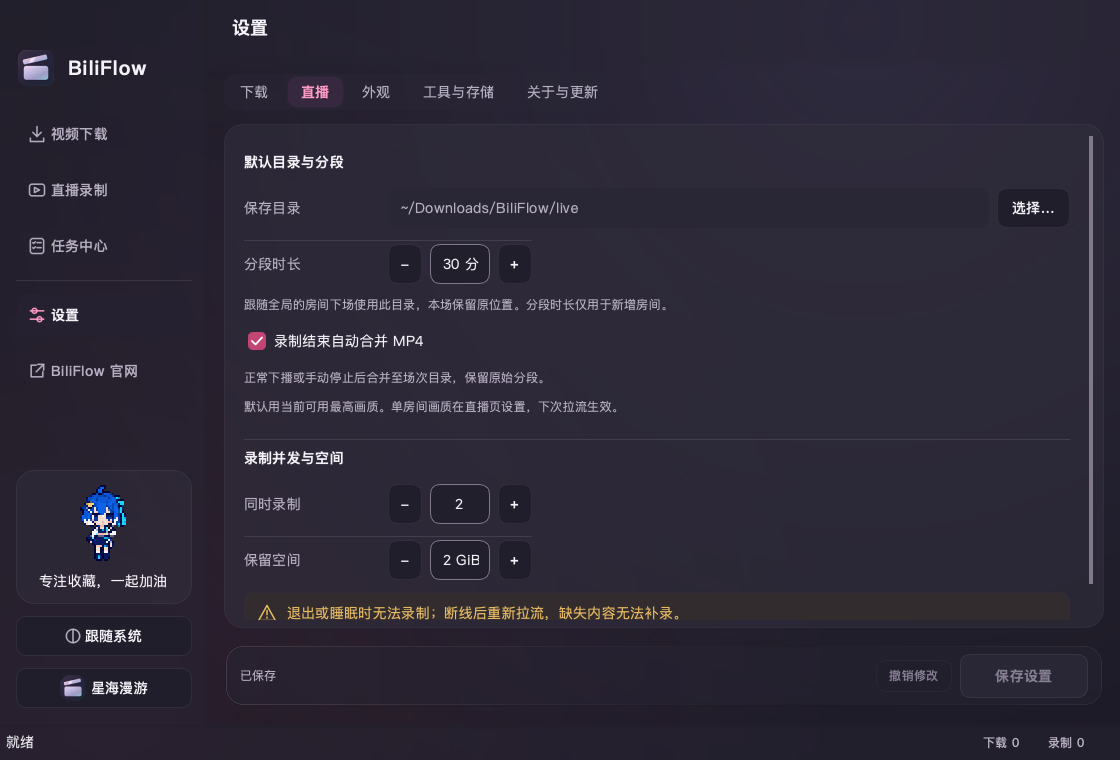 设置
BiliFlow
下载 直播 外观 工具与存储 关于与更新
视频下载
直播录制
任务中心
设置
BiliFlow 官网
专注收藏，一起加油
跟随系统
星海漫游
默认目录与分段
保存目录 ~/Downloads/BiliFlow/live 选择...
分段时长 − 30 分 +
跟随全局的房间下场使用此目录，本场保留原位置。分段时长仅用于新增房间。
录制结束自动合并 MP4
正常下播或手动停止后合并至场次目录，保留原始分段。
默认用当前可用最高画质。单房间画质在直播页设置，下次拉流生效。
录制并发与空间
同时录制 − 2 +
保留空间 − 2 GiB +
退出或睡眠时无法录制；断线后重新拉流，缺失内容无法补录。
已保存 撤销修改 保存设置
就绪 下载 0 录制 0